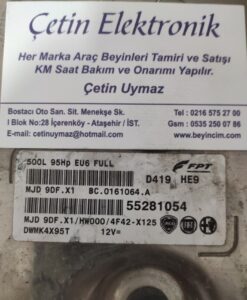 Çetin Elektronik
Her Marka Araç Beyinleri Tamiri ve Satışı
KM Saat Bakım ve Onarımı Yapılır.
Çetin Uymaz
Bostacı Oto San. Sit. Menekşe Sk.
I Blok No:28 İçerenköy - Ataşehir / İST.
E-mail: cetinuymaz@hotmail.com
Tel : 0216 575 27 00
Gsm : 0535 250 07 86
www.beyincim.com
500L 95Hp EU6 FULL
FPT
D419 HE9
MJD 9DF.X1 8C.0161064.A
55281054
MJD 9DF.X1/HW000/4F42-X125
DWMK4X95T 12V=